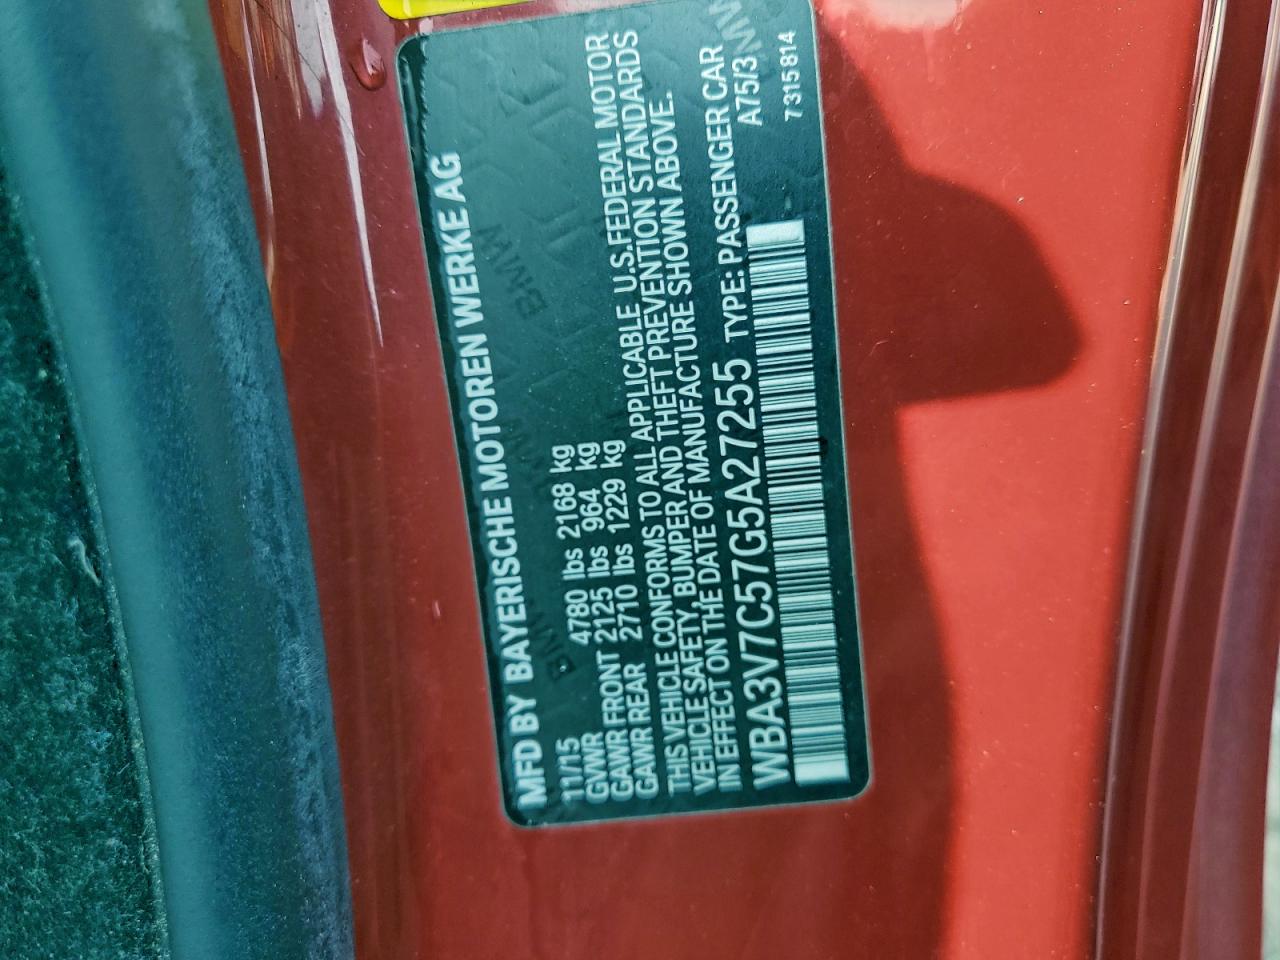 MFD BY BAYERISCHE MOTOREN WERKE AG
11/15
GVWR 4780 lbs 2168 kg
GAWR FRONT 2125 lbs 964 kg
GAWR REAR 2710 lbs 1229 kg
THIS VEHICLE CONFORMS TO ALL APPLICABLE U.S.FEDERAL MOTOR
VEHICLE SAFETY, BUMPER AND THEFT PREVENTION STANDARDS
IN EFFECT ON THE DATE OF MANUFACTURE SHOWN ABOVE.
WBA3V7C57G5A27255 TYPE: PASSENGER CAR
A75/3
7315814